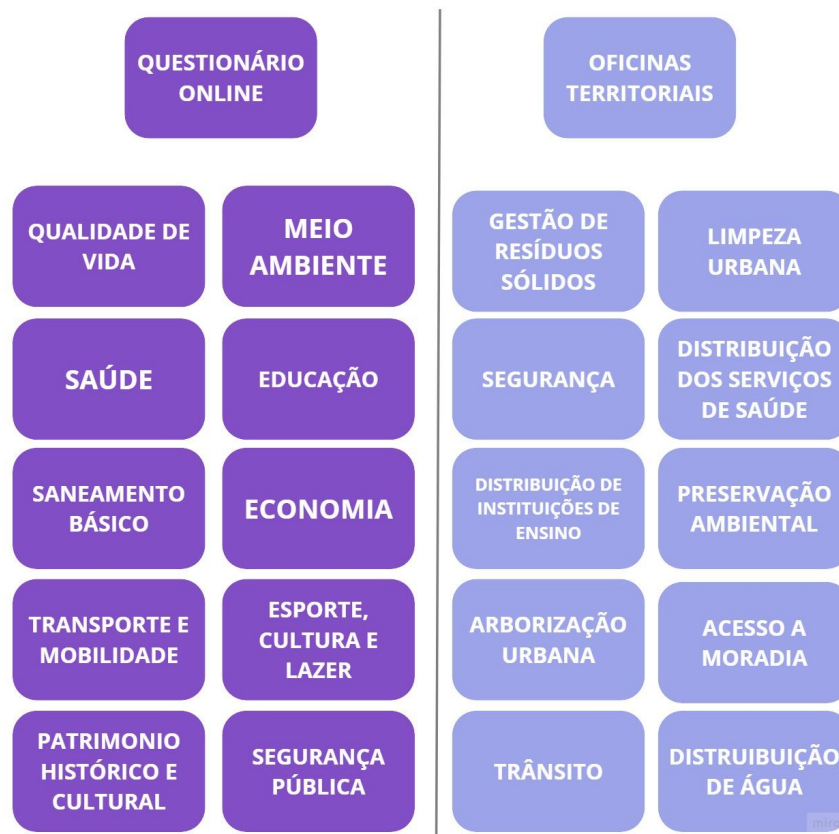 QUESTIONÁRIO
ONLINE
QUALIDADE DE
VIDA
MEIO
AMBIENTE
SAÚDE
EDUCAÇÃO
SANEAMENTO
BÁSICO
ECONOMIA
TRANSPORTE E
MOBILIDADE
ESPORTE,
CULTURA E
LAZER
PATRIMONIO
HISTÓRICO E
CULTURAL
SEGURANÇA
PÚBLICA
OFICINAS
TERRITORIAIS
GESTÃO DE
RESÍDUOS
SÓLIDOS
LIMPEZA
URBANA
SEGURANÇA
DISTRIBUIÇÃO
DOS SERVIÇOS
DE SAÚDE
DISTRIBUIÇÃO DE
INSTITUIÇÕES DE
ENSINO
PRESERVAÇÃO
AMBIENTAL
ARBORIZAÇÃO
URBANA
ACESSO A
MORADIA
TRÂNSITO
DISTRUIBUIÇÃO
DE ÁGUA